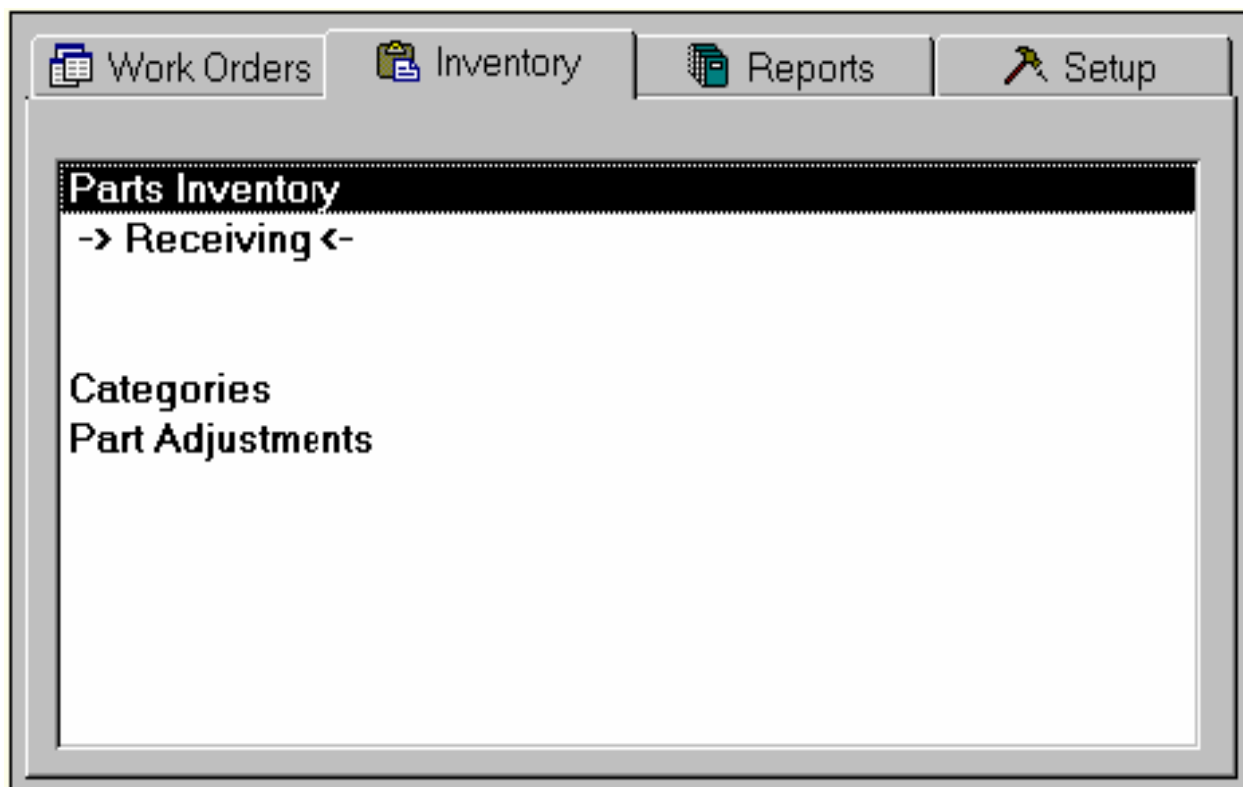 Work Orders
Inventory
Reports
Setup
Parts Inventory
-> Receiving <-
Categories
Part Adjustments